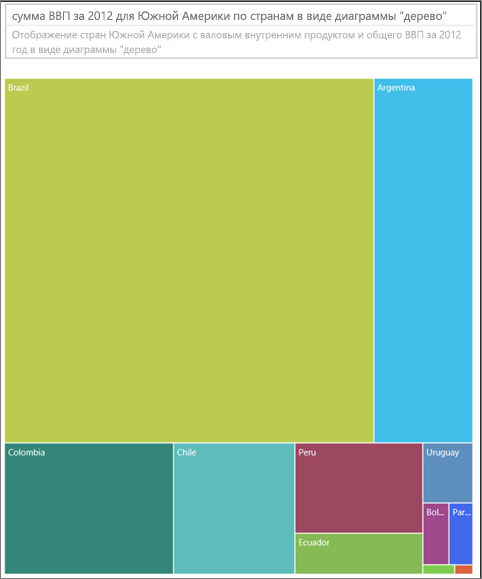 сумма ВВП за 2012 для Южной Америки по странам в виде диаграммы "дерево"
Отображение стран Южной Америки с валовым внутренним продуктом и общего ВВП за 2012
год в виде диаграммы "дерево"
Brazil
Argentina
Colombia
Chile
Peru
Uruguay
Bol...
Par...
Ecuador